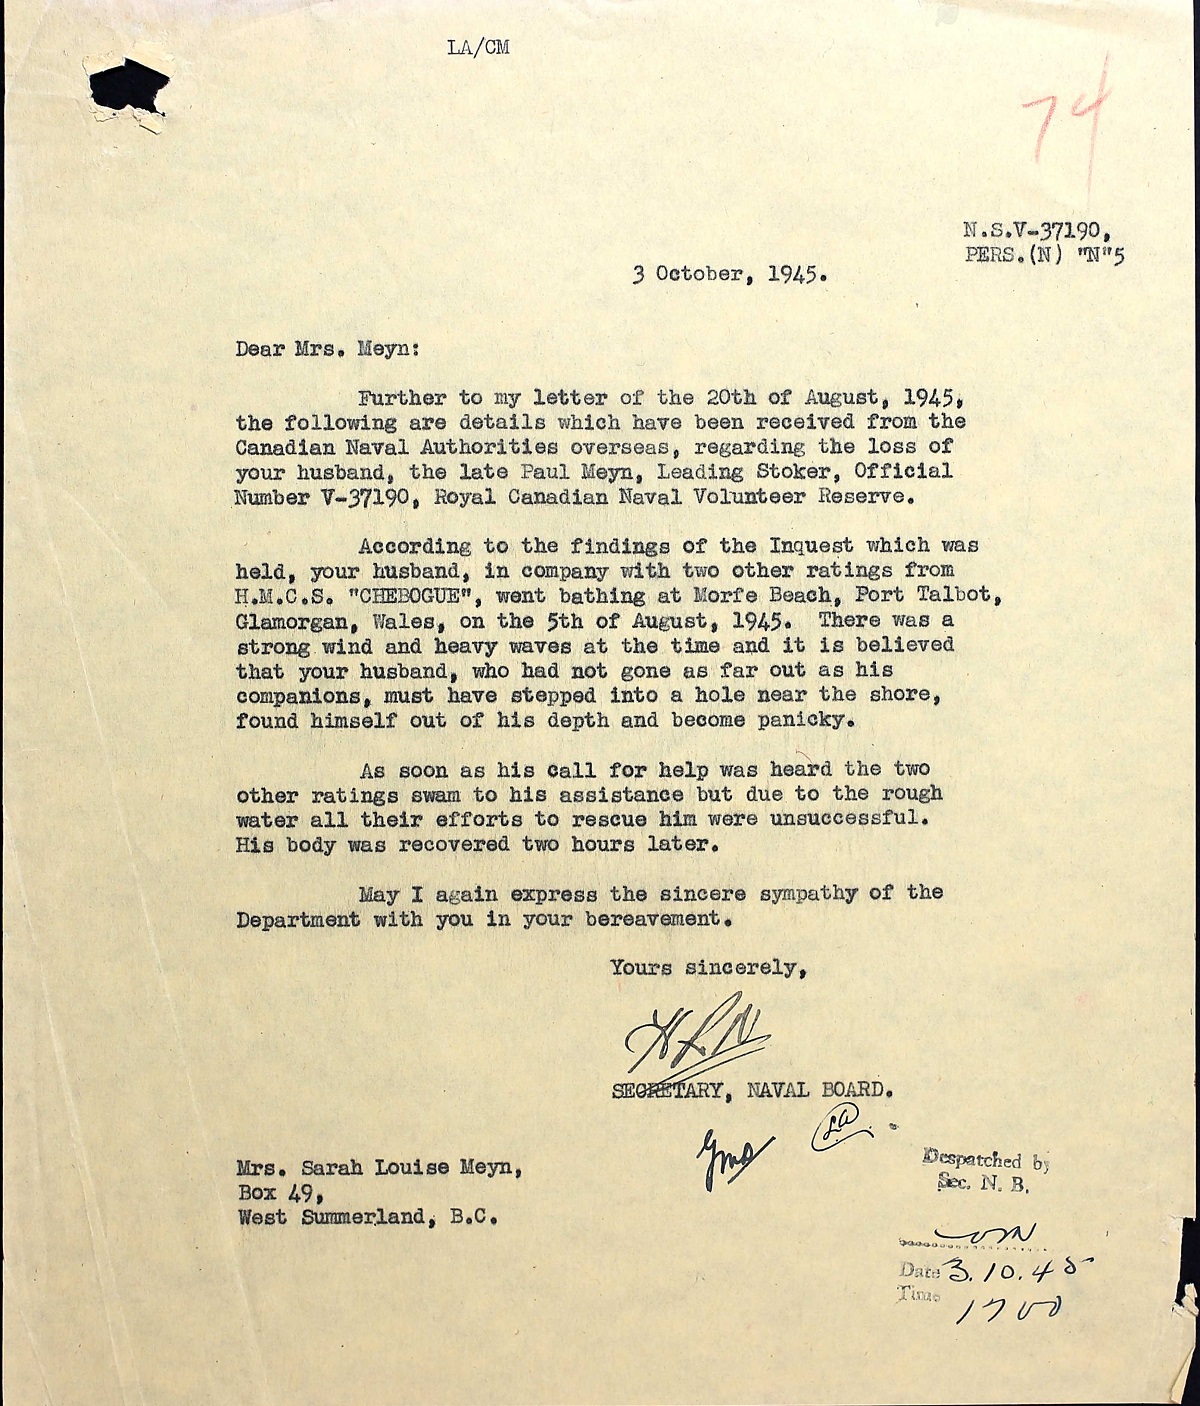 LA/CM
74
N.S.V-37190,
PERS.(N) "N"5
3 October, 1945.
Dear Mrs. Meyn:
Further to my letter of the 20th of August, 1945,
the following are details which have been received from the
Canadian Naval Authorities overseas, regarding the loss of
your husband, the late Paul Meyn, Leading Stoker, Official
Number V-37190, Royal Canadian Naval Volunteer Reserve.
According to the findings of the Inquest which was
held, your husband, in company with two other ratings from
H.M.C.S. "CHEBOGUE", went bathing at Morfe Beach, Port Talbot,
Glamorgan, Wales, on the 5th of August, 1945. There was a
strong wind and heavy waves at the time and it is believed
that your husband, who had not gone as far out as his
companions, must have stepped into a hole near the shore,
found himself out of his depth and become panicky.
As soon as his call for help was heard the two
other ratings swam to his assistance but due to the rough
water all their efforts to rescue him were unsuccessful.
His body was recovered two hours later.
May I again express the sincere sympathy of the
Department with you in your bereavement.
Yours sincerely,
SECRETARY, NAVAL BOARD.
LA
Mrs. Sarah Louise Meyn,
Box 49,
West Summerland, B.C.
Despatched by
Sec. N. B.
Date 3.10.45
Time 1700